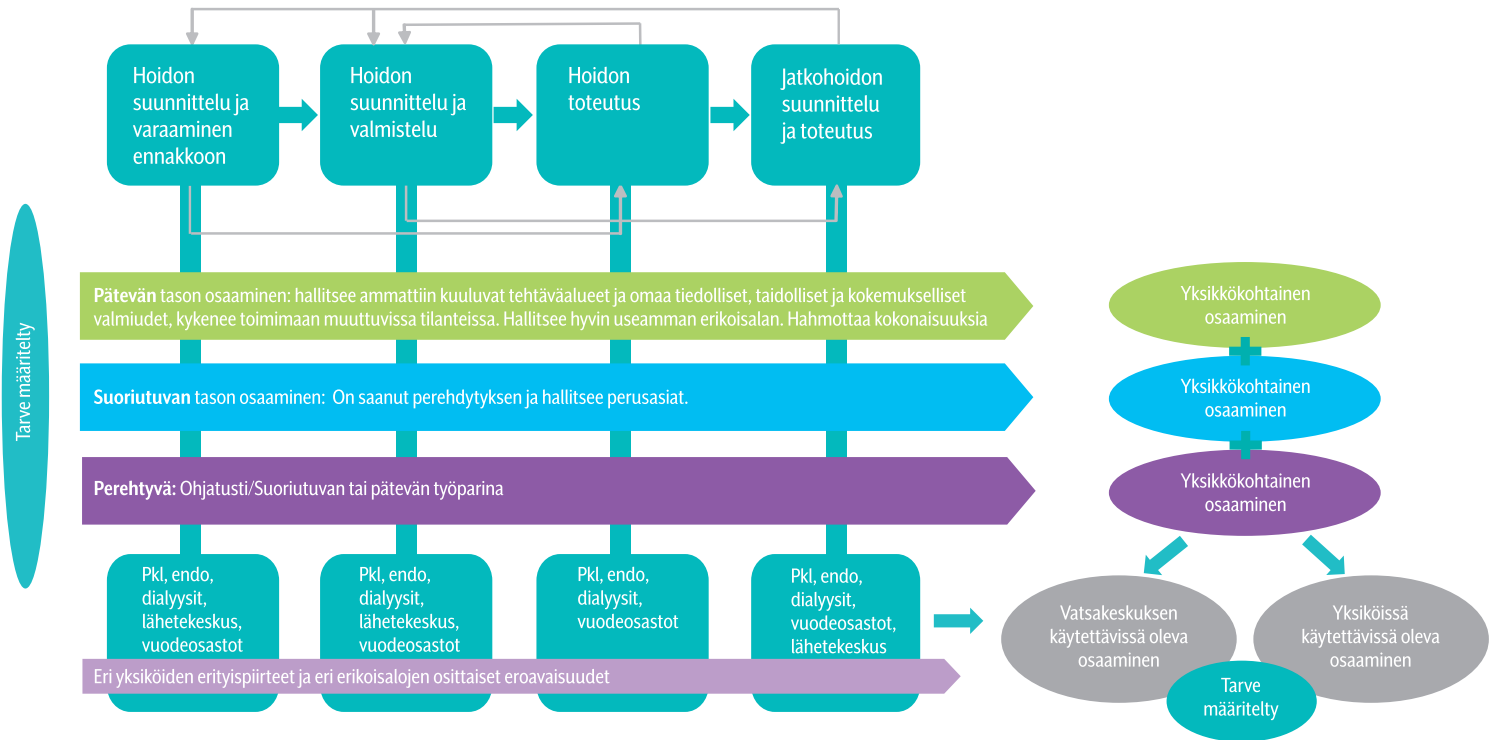 Hoidon
suunnittelu ja
varaaminen
ennakkoon
Hoidon
suunnittelu ja
valmistelu
Hoidon
toteutus
Jatkohoidon
suunnittelu
ja toteutus
Tarve määritelty
Pätevän tason osaaminen: hallitsee ammattiin kuuluvat tehtäväalueet ja omaa tiedolliset, taidolliset ja kokemukselliset
valmiudet, kykenee toimimaan muuttuvissa tilanteissa. Hallitsee hyvin useamman erikoisalan. Hahmottaa kokonaisuuksia
Yksikkökohtainen
osaaminen
Suoriutuvan tason osaaminen: On saanut perehdytyksen ja hallitsee perusasiat.
Yksikkökohtainen
osaaminen
Perehtyvä: Ohjatusti/Suoriutuvan tai pätevän työparina
Yksikkökohtainen
osaaminen
Pkl, endo,
dialyysit,
lähetekeskus,
vuodeosastot
Pkl, endo,
dialyysit,
lähetekeskus,
vuodeosastot
Pkl, endo,
dialyysit,
vuodeosastot
Pkl, endo,
dialyysit,
vuodeosastot,
lähetekeskus
Eri yksiköiden erityispiirteet ja eri erikoisalojen osittaiset eroavaisuudet
Vatsakeskuksen
käytettävissä oleva
osaaminen
Yksiköissä
käytettävissä oleva
osaaminen
Tarve
määritelty